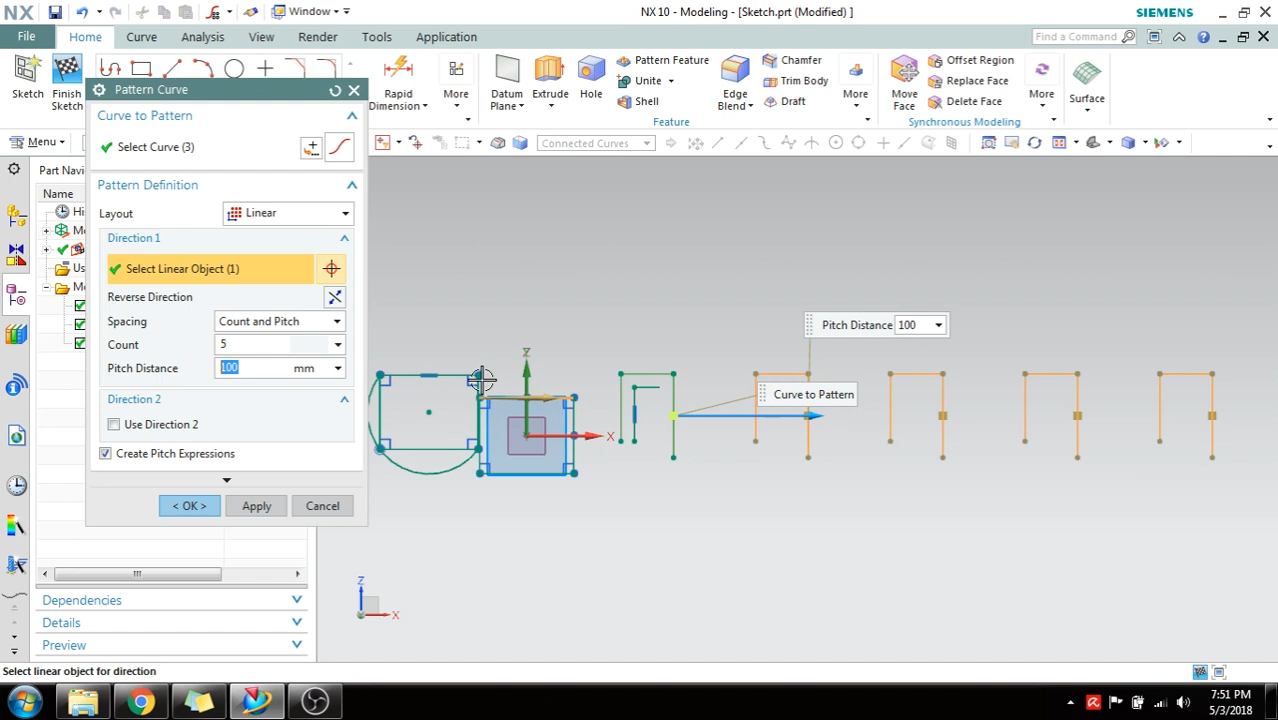 NX
Window
NX 10 - Modeling - [Sketch.prt (Modified) ]
SIEMENS
File
Home
Curve
Analysis
View
Render
Tools
Application
Find a Command
Sketch
Finish
Sketch
Rapid
Dimension
More
Datum
Plane
Extrude
Hole
Pattern Feature
Unite
Shell
Edge
Blend
Chamfer
Trim Body
Draft
More
Move
Face
Offset Region
Replace Face
Delete Face
More
Surface
Feature
Synchronous Modeling
Menu
Connected Curves
Pattern Curve
Curve to Pattern
Select Curve (3)
Pattern Definition
Layout
Linear
Direction 1
Select Linear Object (1)
Reverse Direction
Spacing
Count and Pitch
Count
5
Pitch Distance
100
mm
Direction 2
Use Direction 2
Create Pitch Expressions
< OK >
Apply
Cancel
Part Navi
Name
Hi
M
Us
M
Pitch Distance 100
Curve to Pattern
Z
X
Z
X
Dependencies
Details
Preview
Select linear object for direction
7:51 PM
5/3/2018